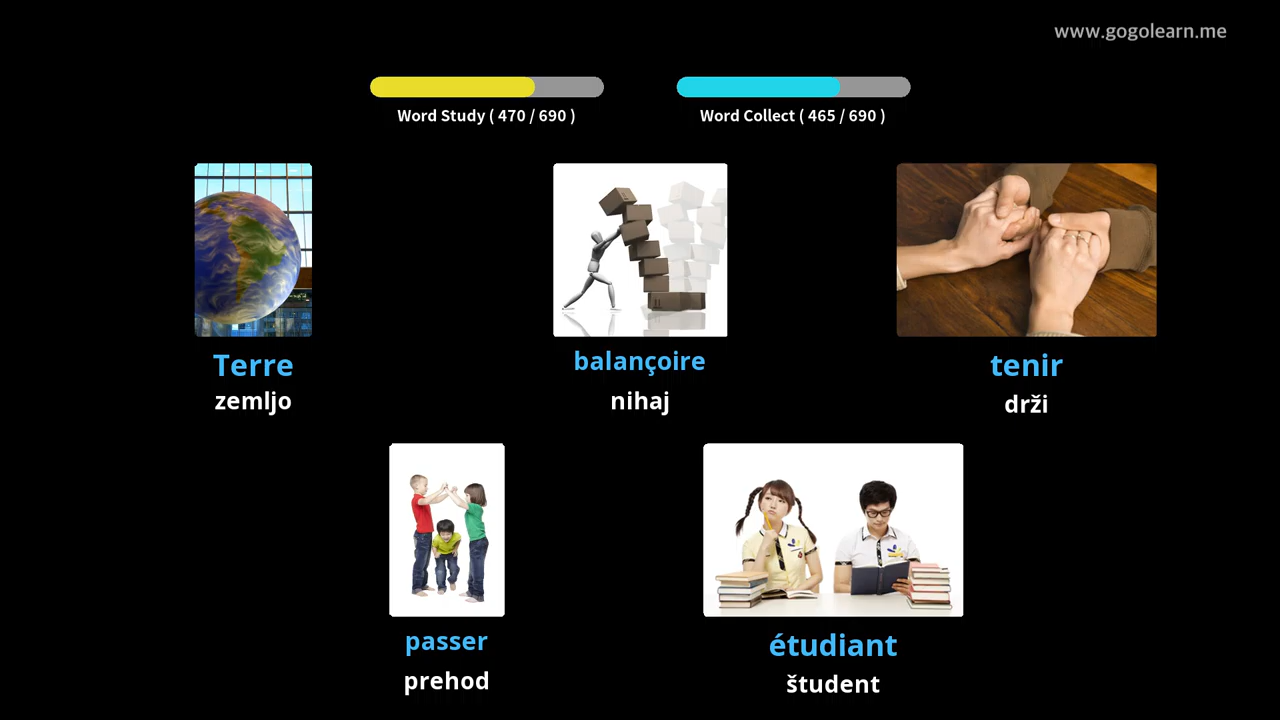 www.gogolearn.me
Word Study ( 470 / 690 )
Word Collect ( 465 / 690 )
Terre
zemljo
balançoire
nihaj
tenir
drži
passer
prehod
étudiant
študent